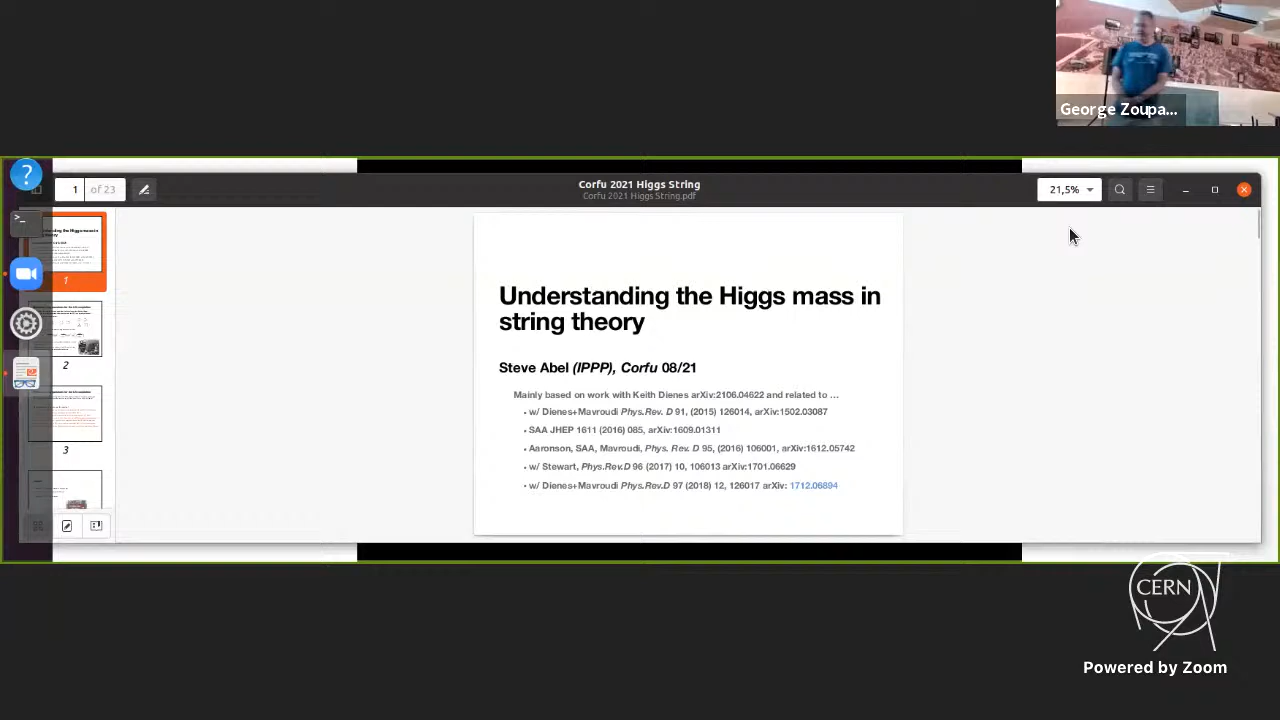 George Zoupa...
?
1 of 23
Corfu 2021 Higgs String
Corfu 2021 Higgs String.pdf
21,5%
>_
1
2
3
Understanding the Higgs mass in
string theory
Steve Abel (IPPP), Corfu 08/21
Mainly based on work with Keith Dienes arXiv:2106.04622 and related to …
• w/ Dienes+Mavroudi Phys.Rev. D 91, (2015) 126014, arXiv:1502.03087
• SAA JHEP 1611 (2016) 085, arXiv:1609.01311
• Aaronson, SAA, Mavroudi, Phys. Rev. D 95, (2016) 106001, arXiv:1612.05742
• w/ Stewart, Phys.Rev.D 96 (2017) 10, 106013 arXiv:1701.06629
• w/ Dienes+Mavroudi Phys.Rev.D 97 (2018) 12, 126017 arXiv: 1712.06894
CERN
Powered by Zoom